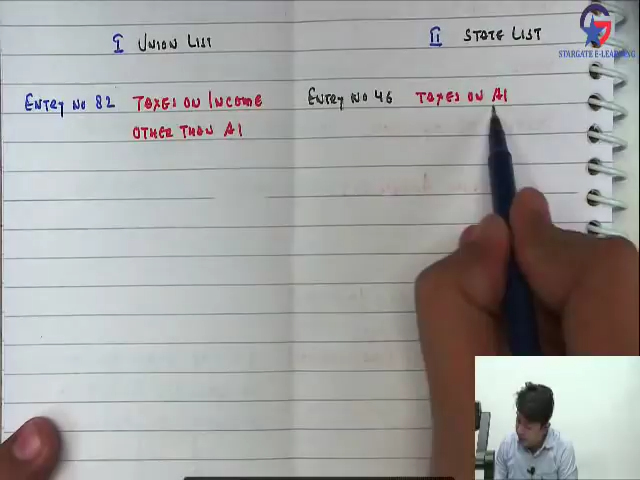 I UNION LIST
II STATE LIST
STARGATE E-LEARNING
ENTRY NO 82 TAXES ON INCOME
OTHER THAN AI
ENTRY NO 46 TAXES ON AI